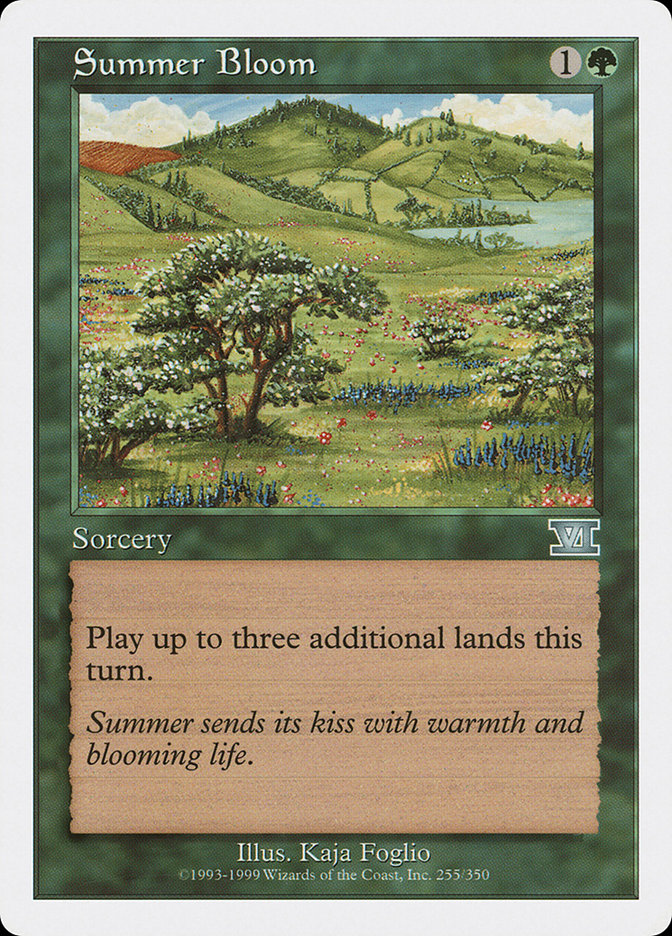 Summer Bloom 1
Sorcery VI
Play up to three additional lands this
turn.
Summer sends its kiss with warmth and
blooming life.
Illus. Kaja Foglio
©1993-1999 Wizards of the Coast, Inc. 255/350